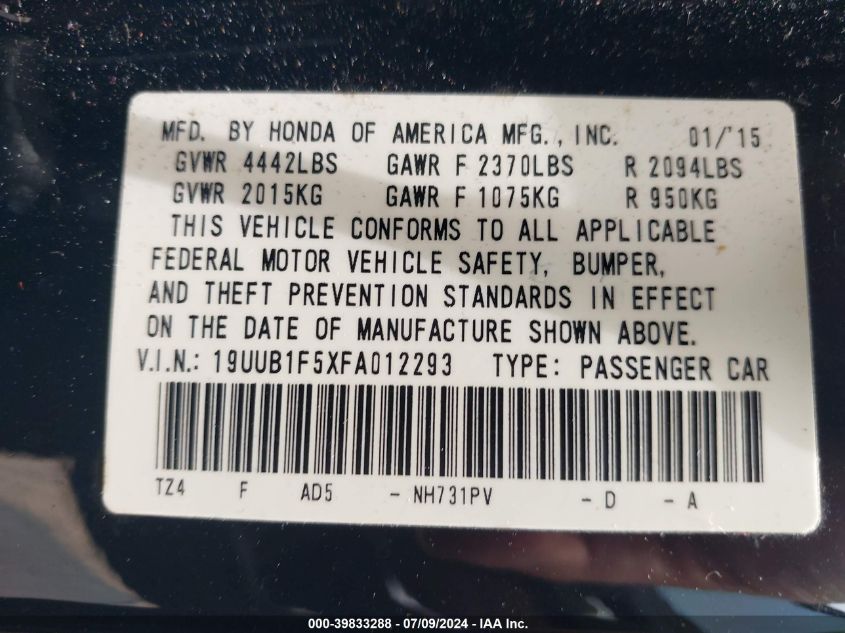 MFD. BY HONDA OF AMERICA MFG., INC. 01/'15
GVWR 4442LBS GAWR F 2370LBS R 2094LBS
GVWR 2015KG GAWR F 1075KG R 950KG
THIS VEHICLE CONFORMS TO ALL APPLICABLE
FEDERAL MOTOR VEHICLE SAFETY, BUMPER,
AND THEFT PREVENTION STANDARDS IN EFFECT
ON THE DATE OF MANUFACTURE SHOWN ABOVE.
V.I.N.: 19UUB1F5XFA012293 TYPE: PASSENGER CAR
TZ4 F AD5 - NH731PV - D - A
000-39833288 - 07/09/2024 - IAA Inc.